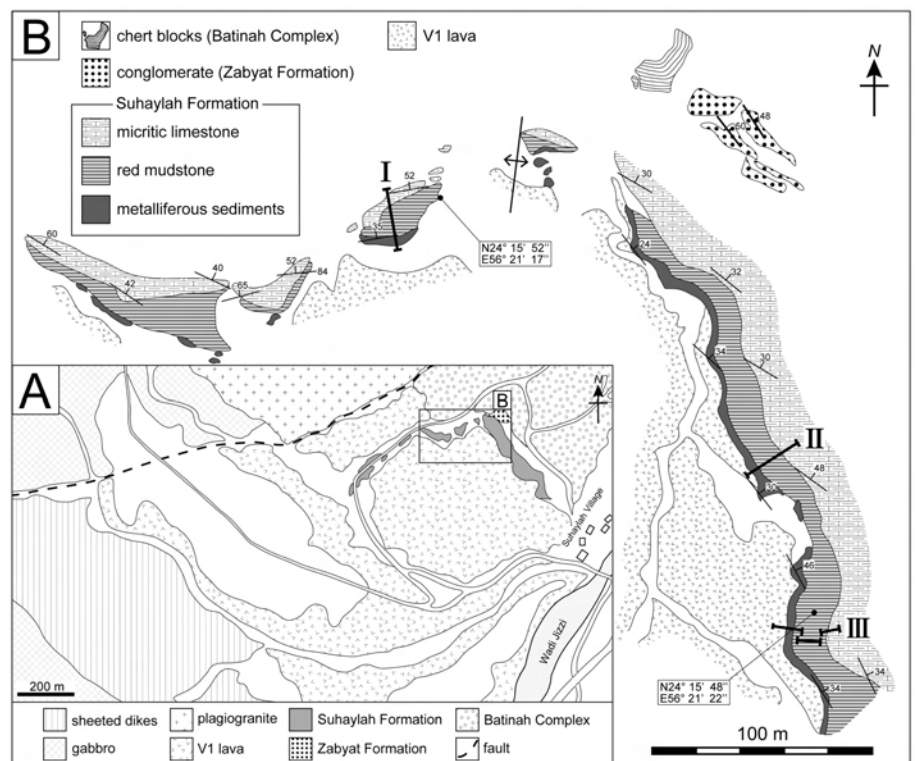 B
chert blocks (Batinah Complex)
V1 lava
conglomerate (Zabyat Formation)
Suhaylah Formation
micritic limestone
red mudstone
metalliferous sediments
N
48
50
I
52
35
N24° 15' 52"
E56° 21' 17"
60
42
40
65
52
84
30
24
32
34
30
II
48
30
46
III
34
34
N24° 15' 48"
E56° 21' 22"
100 m
A
B
N
Suhaylah Village
Wadi Jizzi
200 m
sheeted dikes
plagiogranite
Suhaylah Formation
Batinah Complex
gabbro
V1 lava
Zabyat Formation
fault